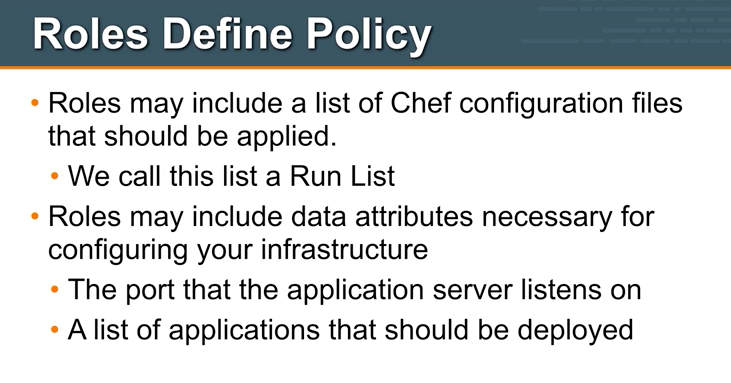 Roles Define Policy
• Roles may include a list of Chef configuration files
that should be applied.
• We call this list a Run List
• Roles may include data attributes necessary for
configuring your infrastructure
• The port that the application server listens on
• A list of applications that should be deployed